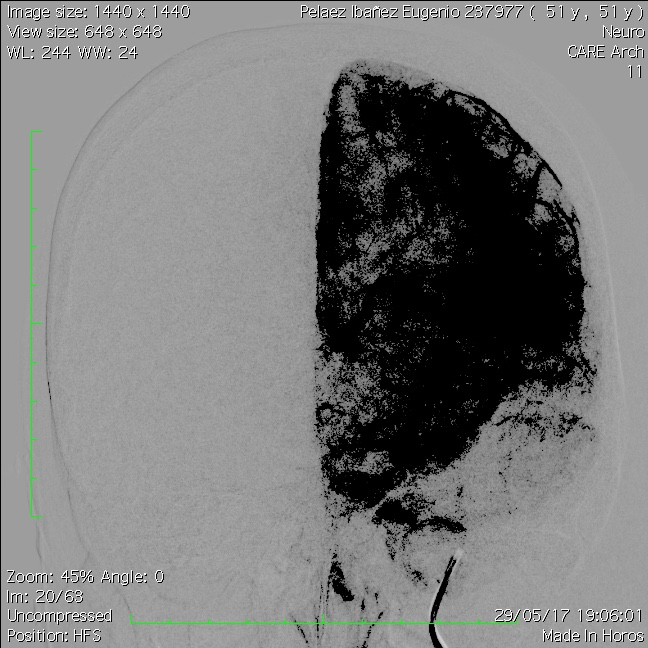 Image size: 1440 x 1440
View size: 648 x 648
WL: 244 WW: 24
Pelaez Ibañez Eugenio 237977 ( 51 y, 51 y )
Neuro
CARE Arch
11
Zoom: 45% Angle: 0
Im: 20/63
Uncompressed
Position: HFS
29/05/17 19:06:01
Made In Horos